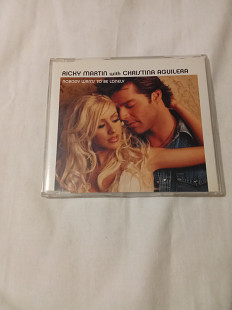 RICKY MARTIN with CHRISTINA AGUILERA
NOBODY WANTS TO BE LONELY